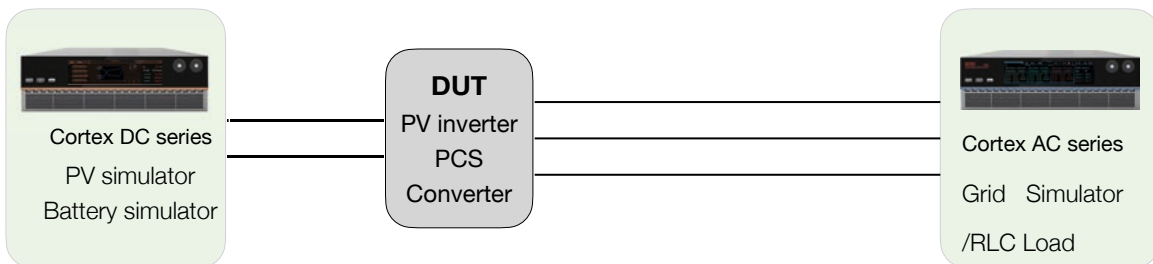 Cortex DC series
PV simulator
Battery simulator
DUT
PV inverter
PCS
Converter
Cortex AC series
Grid Simulator
/RLC Load